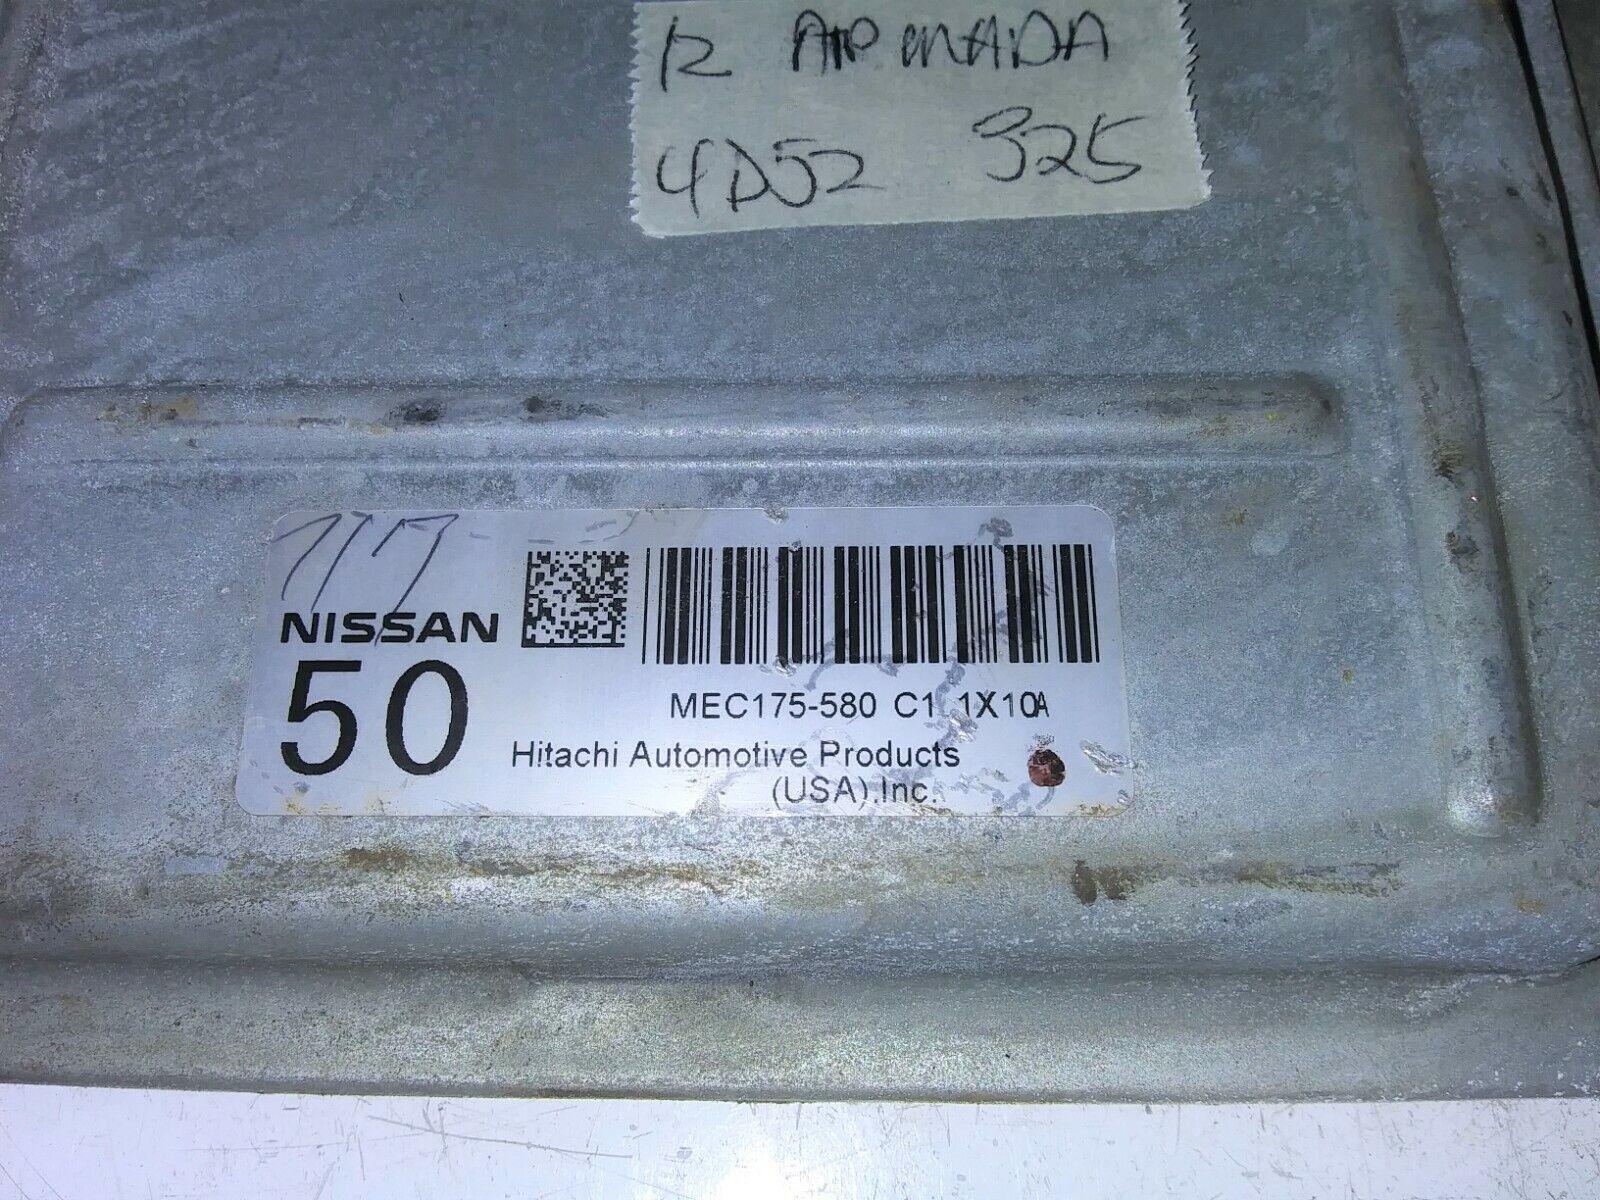 12 ARMADA
4D52 325
NISSAN
50
MEC175-580 C1 1X10A
Hitachi Automotive Products
(USA).Inc.